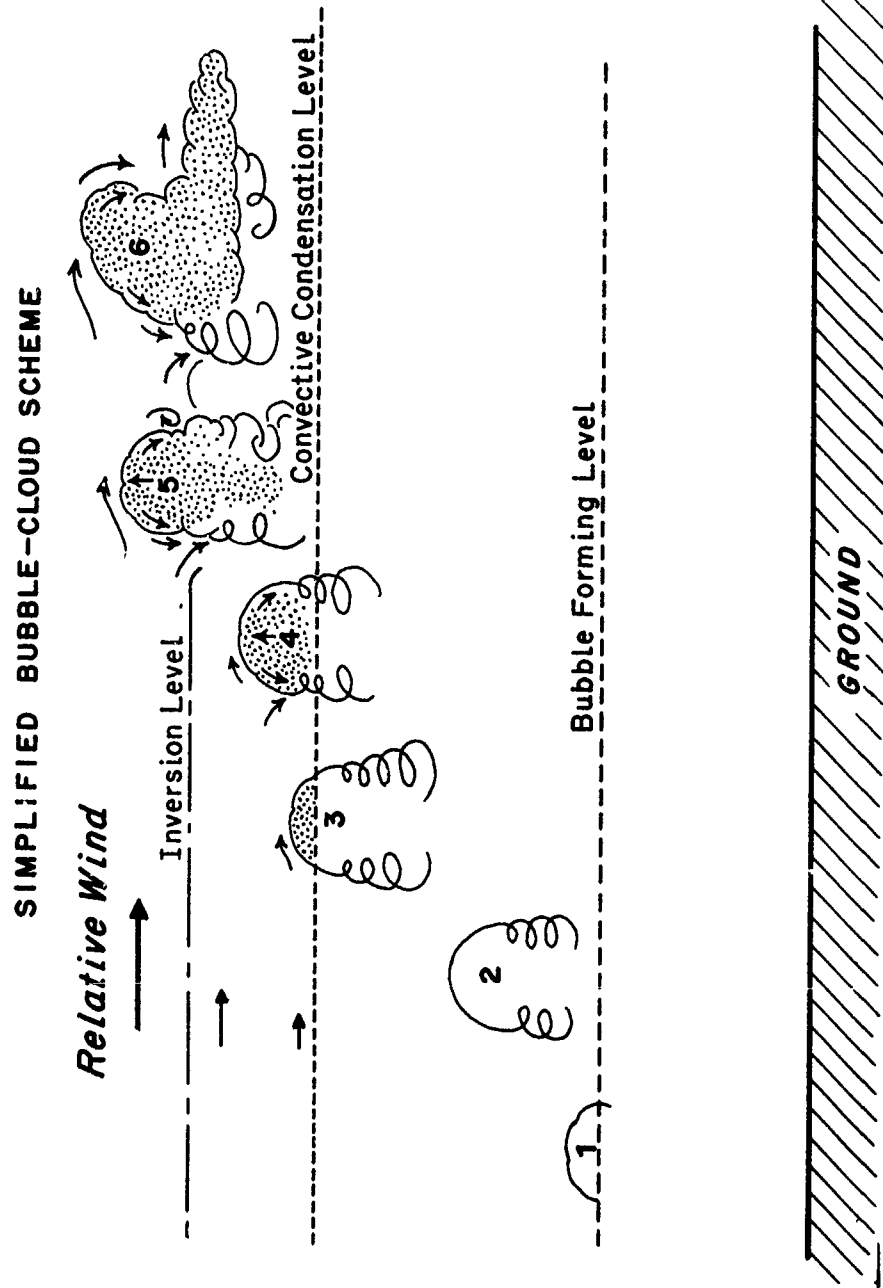 SIMPLIFIED BUBBLE-CLOUD SCHEME
Relative Wind
Inversion Level
Convective Condensation Level
Bubble Forming Level
GROUND
1
2
3
4
5
6